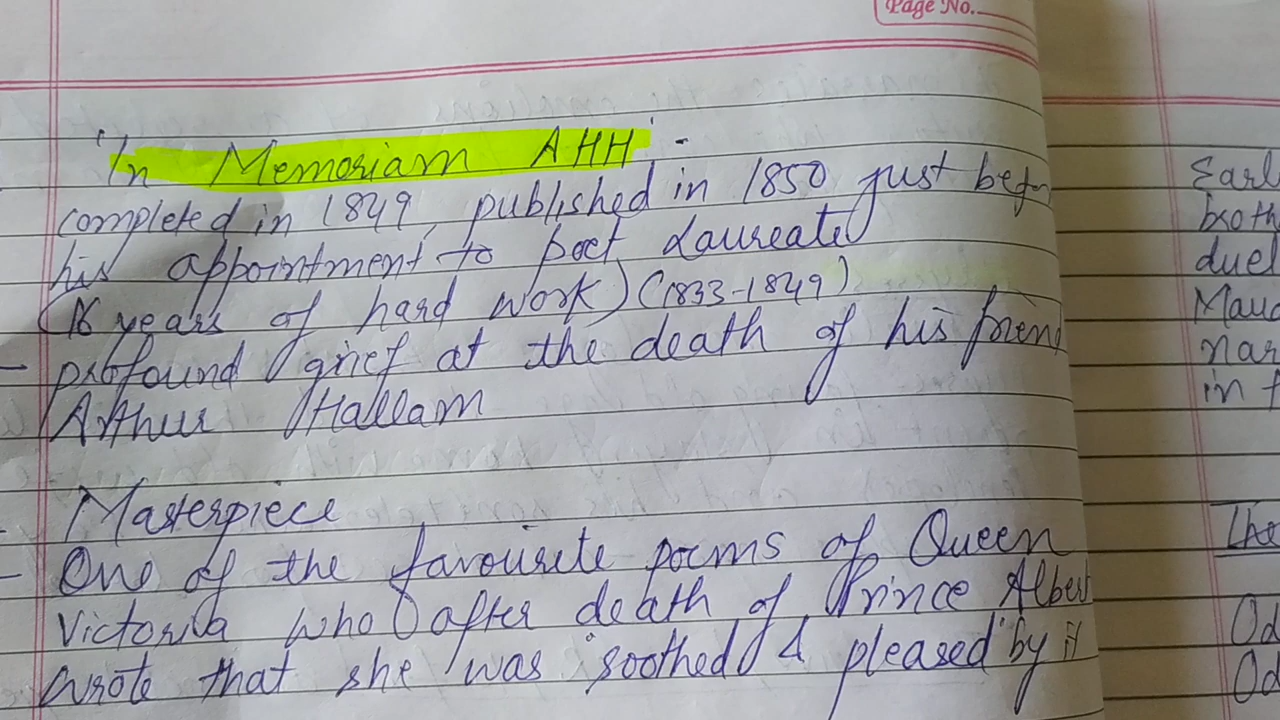 Page No.
'In Memoriam AHH' -
completed in 1849, published in 1850 just befor
his appointment to poet Laureate
(16 years of hard work) (1833-1849)
- profound grief at the death of his friend
Arthur Hallam
- Masterpiece
- One of the favourite poems of Queen
Victoria who after death of Prince Albert
wrote that she was soothed & pleased by it
Earl
broth
duel
Maud
nar
in
The
Od
Od